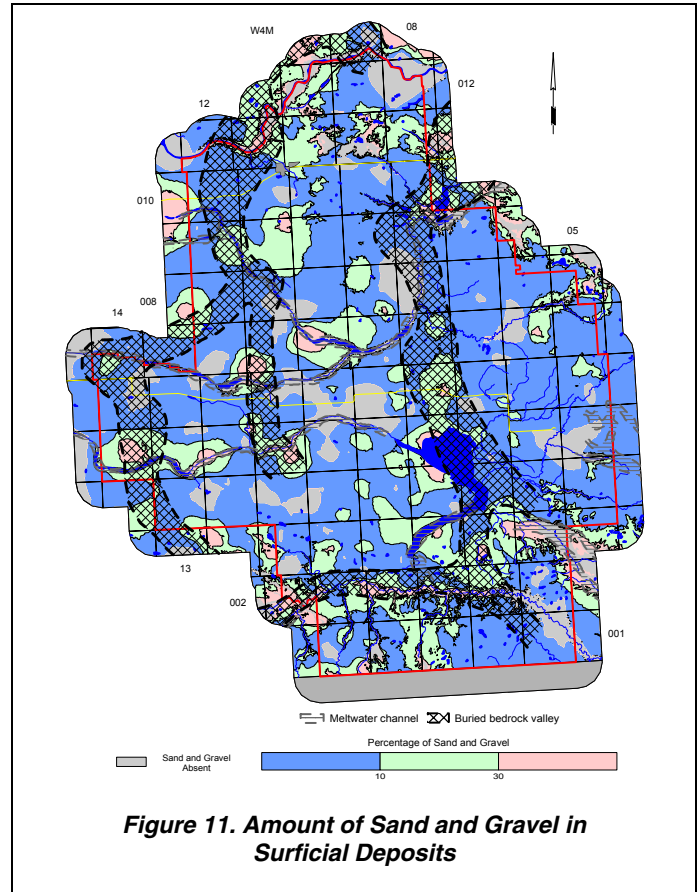 W4M
08
012
12
010
05
008
14
13
002
001
Meltwater channel
Buried bedrock valley
Percentage of Sand and Gravel
Sand and Gravel
Absent
10
30
Figure 11. Amount of Sand and Gravel in
Surficial Deposits